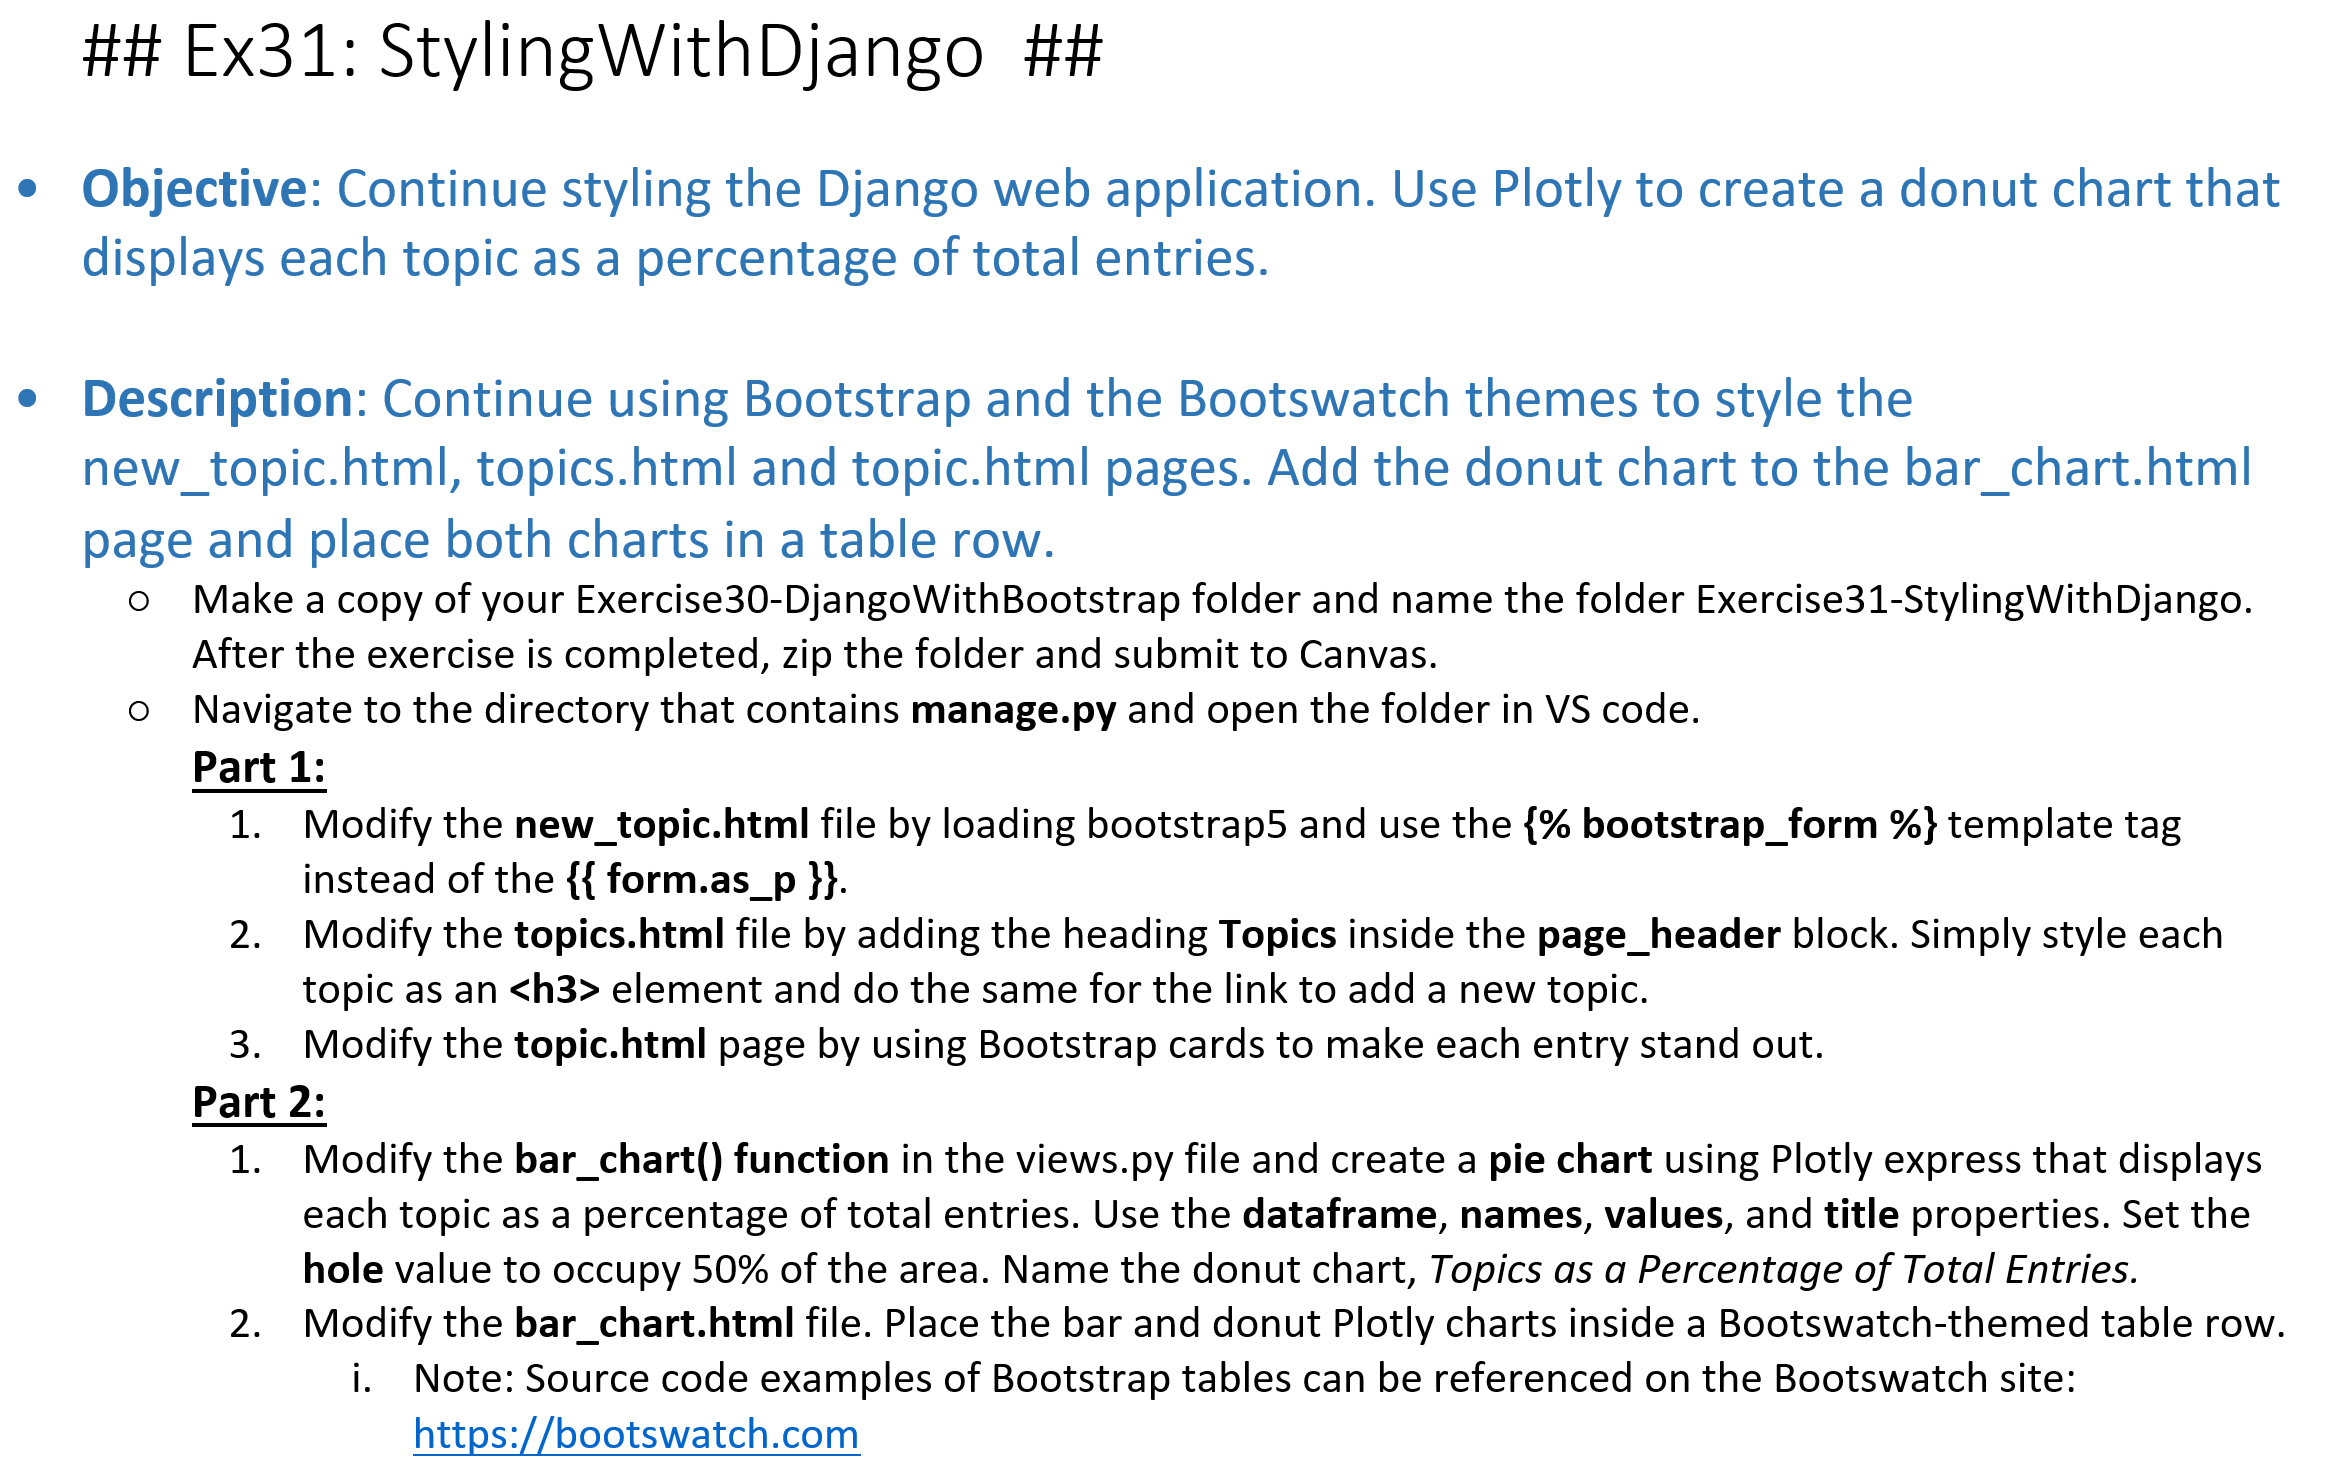 ## Ex31: StylingWithDjango  ##
• Objective: Continue styling the Django web application. Use Plotly to create a donut chart that
displays each topic as a percentage of total entries.
• Description: Continue using Bootstrap and the Bootswatch themes to style the
new_topic.html, topics.html and topic.html pages. Add the donut chart to the bar_chart.html
page and place both charts in a table row.
○ Make a copy of your Exercise30-DjangoWithBootstrap folder and name the folder Exercise31-StylingWithDjango.
After the exercise is completed, zip the folder and submit to Canvas.
○ Navigate to the directory that contains manage.py and open the folder in VS code.
Part 1:
1. Modify the new_topic.html file by loading bootstrap5 and use the {% bootstrap_form %} template tag
instead of the {{ form.as_p }}.
2. Modify the topics.html file by adding the heading Topics inside the page_header block. Simply style each
topic as an <h3> element and do the same for the link to add a new topic.
3. Modify the topic.html page by using Bootstrap cards to make each entry stand out.
Part 2:
1. Modify the bar_chart() function in the views.py file and create a pie chart using Plotly express that displays
each topic as a percentage of total entries. Use the dataframe, names, values, and title properties. Set the
hole value to occupy 50% of the area. Name the donut chart, Topics as a Percentage of Total Entries.
2. Modify the bar_chart.html file. Place the bar and donut Plotly charts inside a Bootswatch-themed table row.
i. Note: Source code examples of Bootstrap tables can be referenced on the Bootswatch site:
https://bootswatch.com